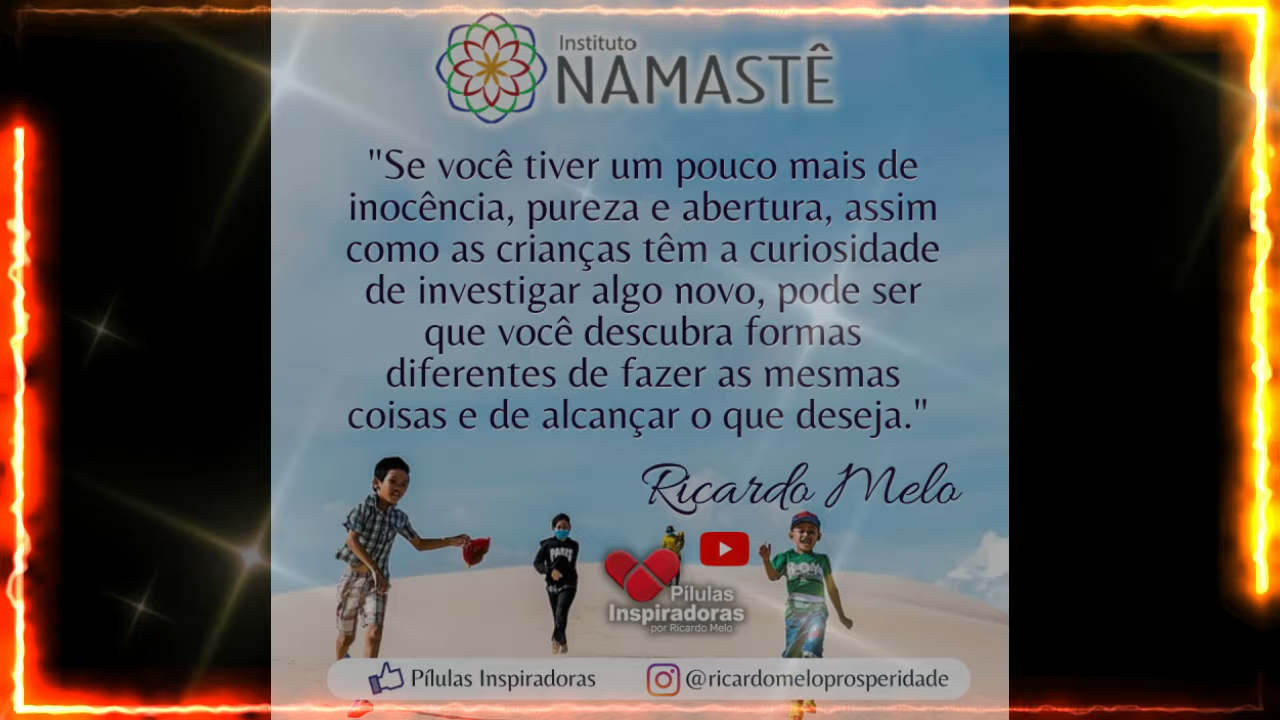 Instituto
NAMASTÊ
"Se você tiver um pouco mais de
inocência, pureza e abertura, assim
como as crianças têm a curiosidade
de investigar algo novo, pode ser
que você descubra formas
diferentes de fazer as mesmas
coisas e de alcançar o que deseja."
Ricardo Melo
PARIS
Pílulas
Inspiradoras
por Ricardo Melo
Pílulas Inspiradoras
@ricardomeloprosperidade